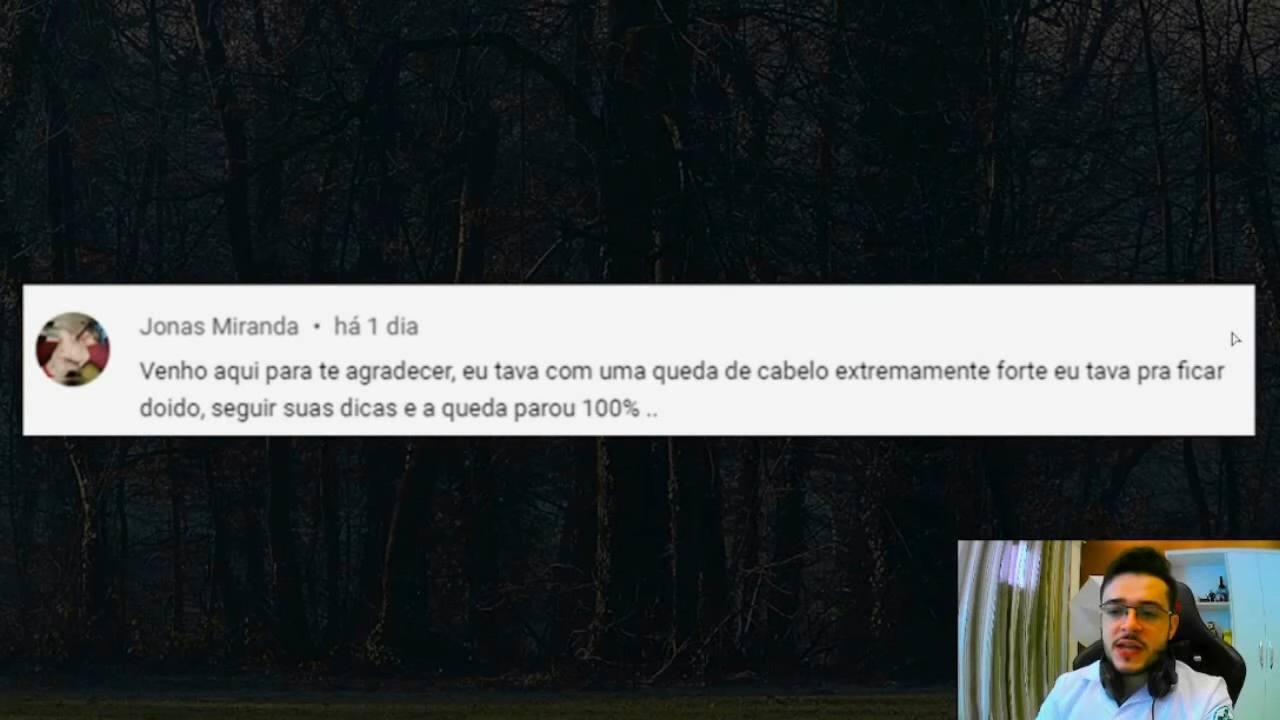 Jonas Miranda • há 1 dia
Venho aqui para te agradecer, eu tava com uma queda de cabelo extremamente forte eu tava pra ficar
doido, seguir suas dicas e a queda parou 100% ..